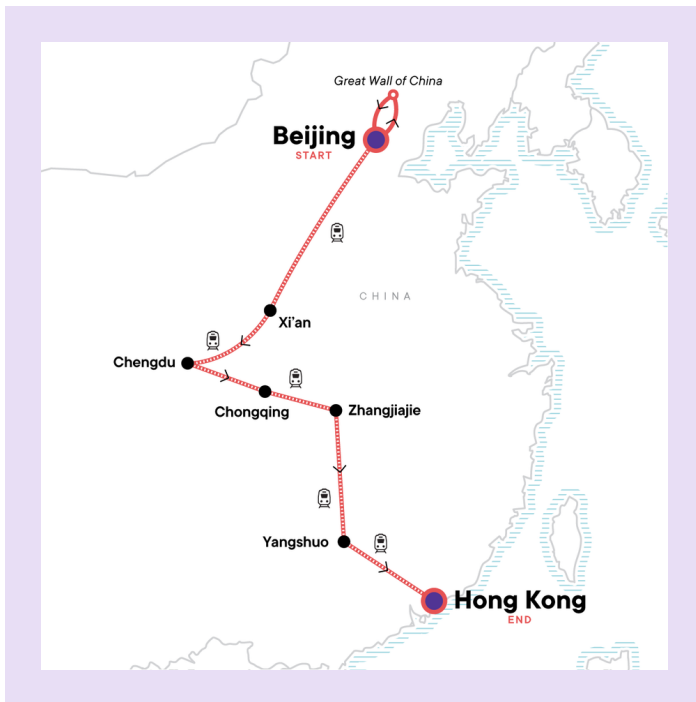 Great Wall of China
Beijing
START
CHINA
Xi'an
Chengdu
Chongqing
Zhangjiajie
Yangshuo
Hong Kong
END